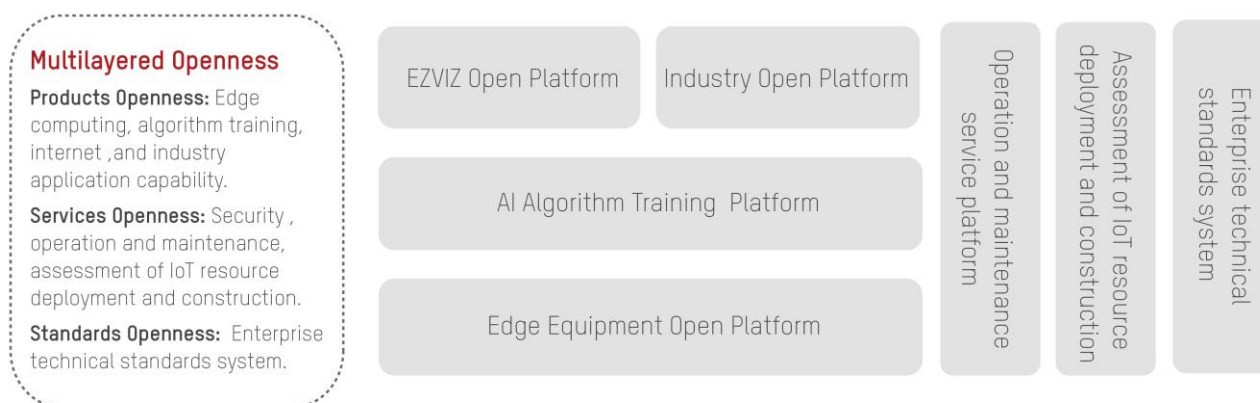 Multilayered Openness
Products Openness: Edge
computing, algorithm training,
internet ,and industry
application capability.
Services Openness: Security ,
operation and maintenance,
assessment of IoT resource
deployment and construction.
Standards Openness: Enterprise
technical standards system.
EZVIZ Open Platform
Industry Open Platform
AI Algorithm Training Platform
Edge Equipment Open Platform
Operation and maintenance
service platform
Assessment of IoT resource
deployment and construction
Enterprise technical
standards system